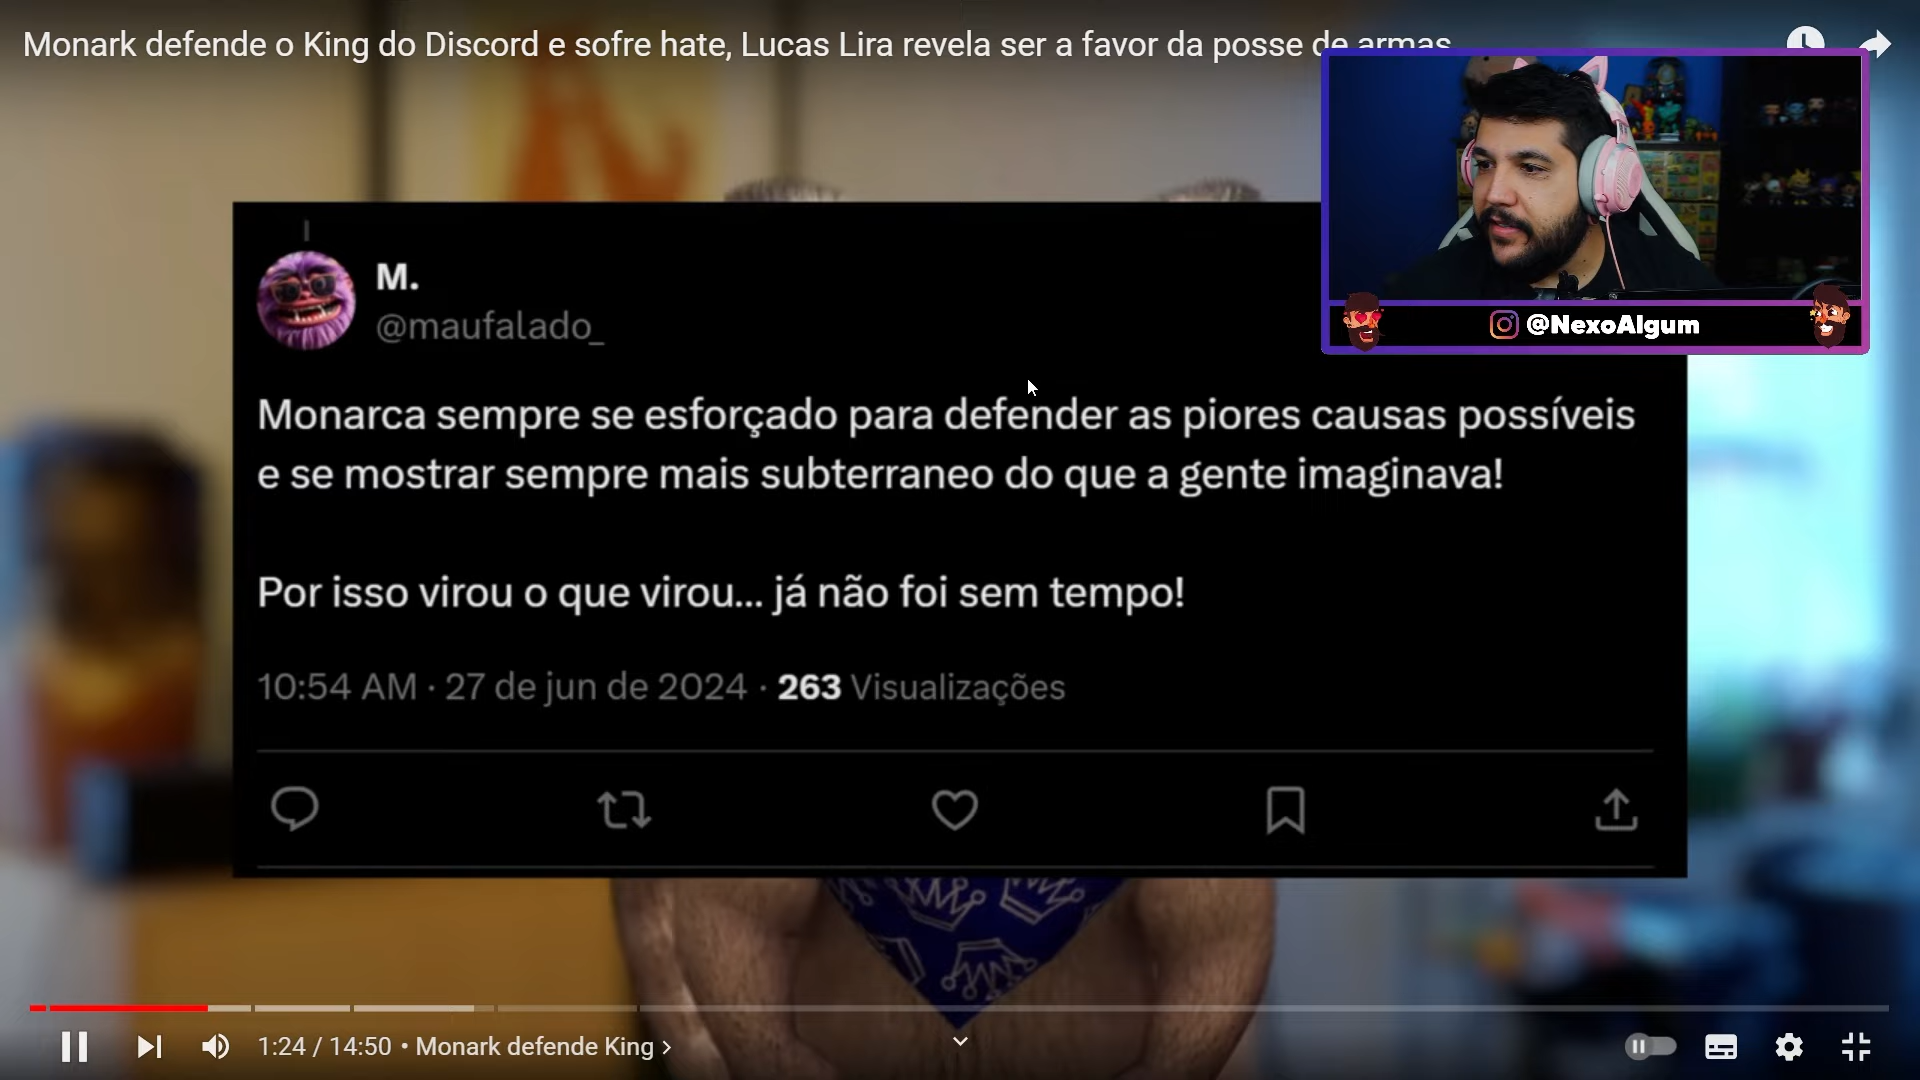 Monark defende o King do Discord e sofre hate, Lucas Lira revela ser a favor da posse de armas
@NexoAlgum
M.
@maufalado_
Monarca sempre se esforçado para defender as piores causas possíveis
e se mostrar sempre mais subterraneo do que a gente imaginava!
Por isso virou o que virou... já não foi sem tempo!
10:54 AM · 27 de jun de 2024 · 263 Visualizações
1:24 / 14:50 • Monark defende King